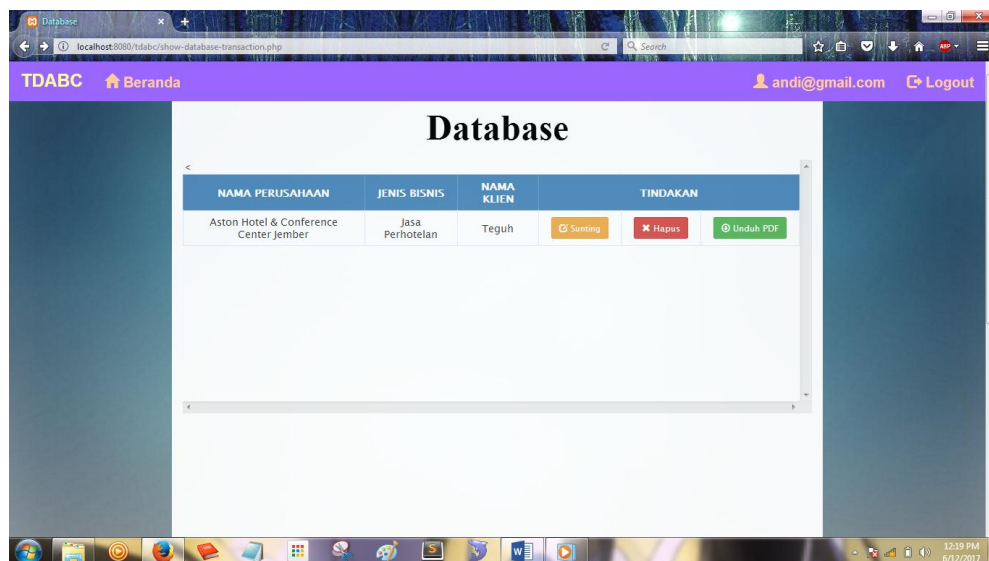 Database
localhost:8080/tdabc/show-database-transaction.php
Search
ABP
TDABC Beranda andi@gmail.com Logout
Database
<
NAMA PERUSAHAAN JENIS BISNIS NAMA KLIEN TINDAKAN
Aston Hotel & Conference Center Jember Jasa Perhotelan Teguh Sunting Hapus Unduh PDF
12:19 PM
6/12/2017